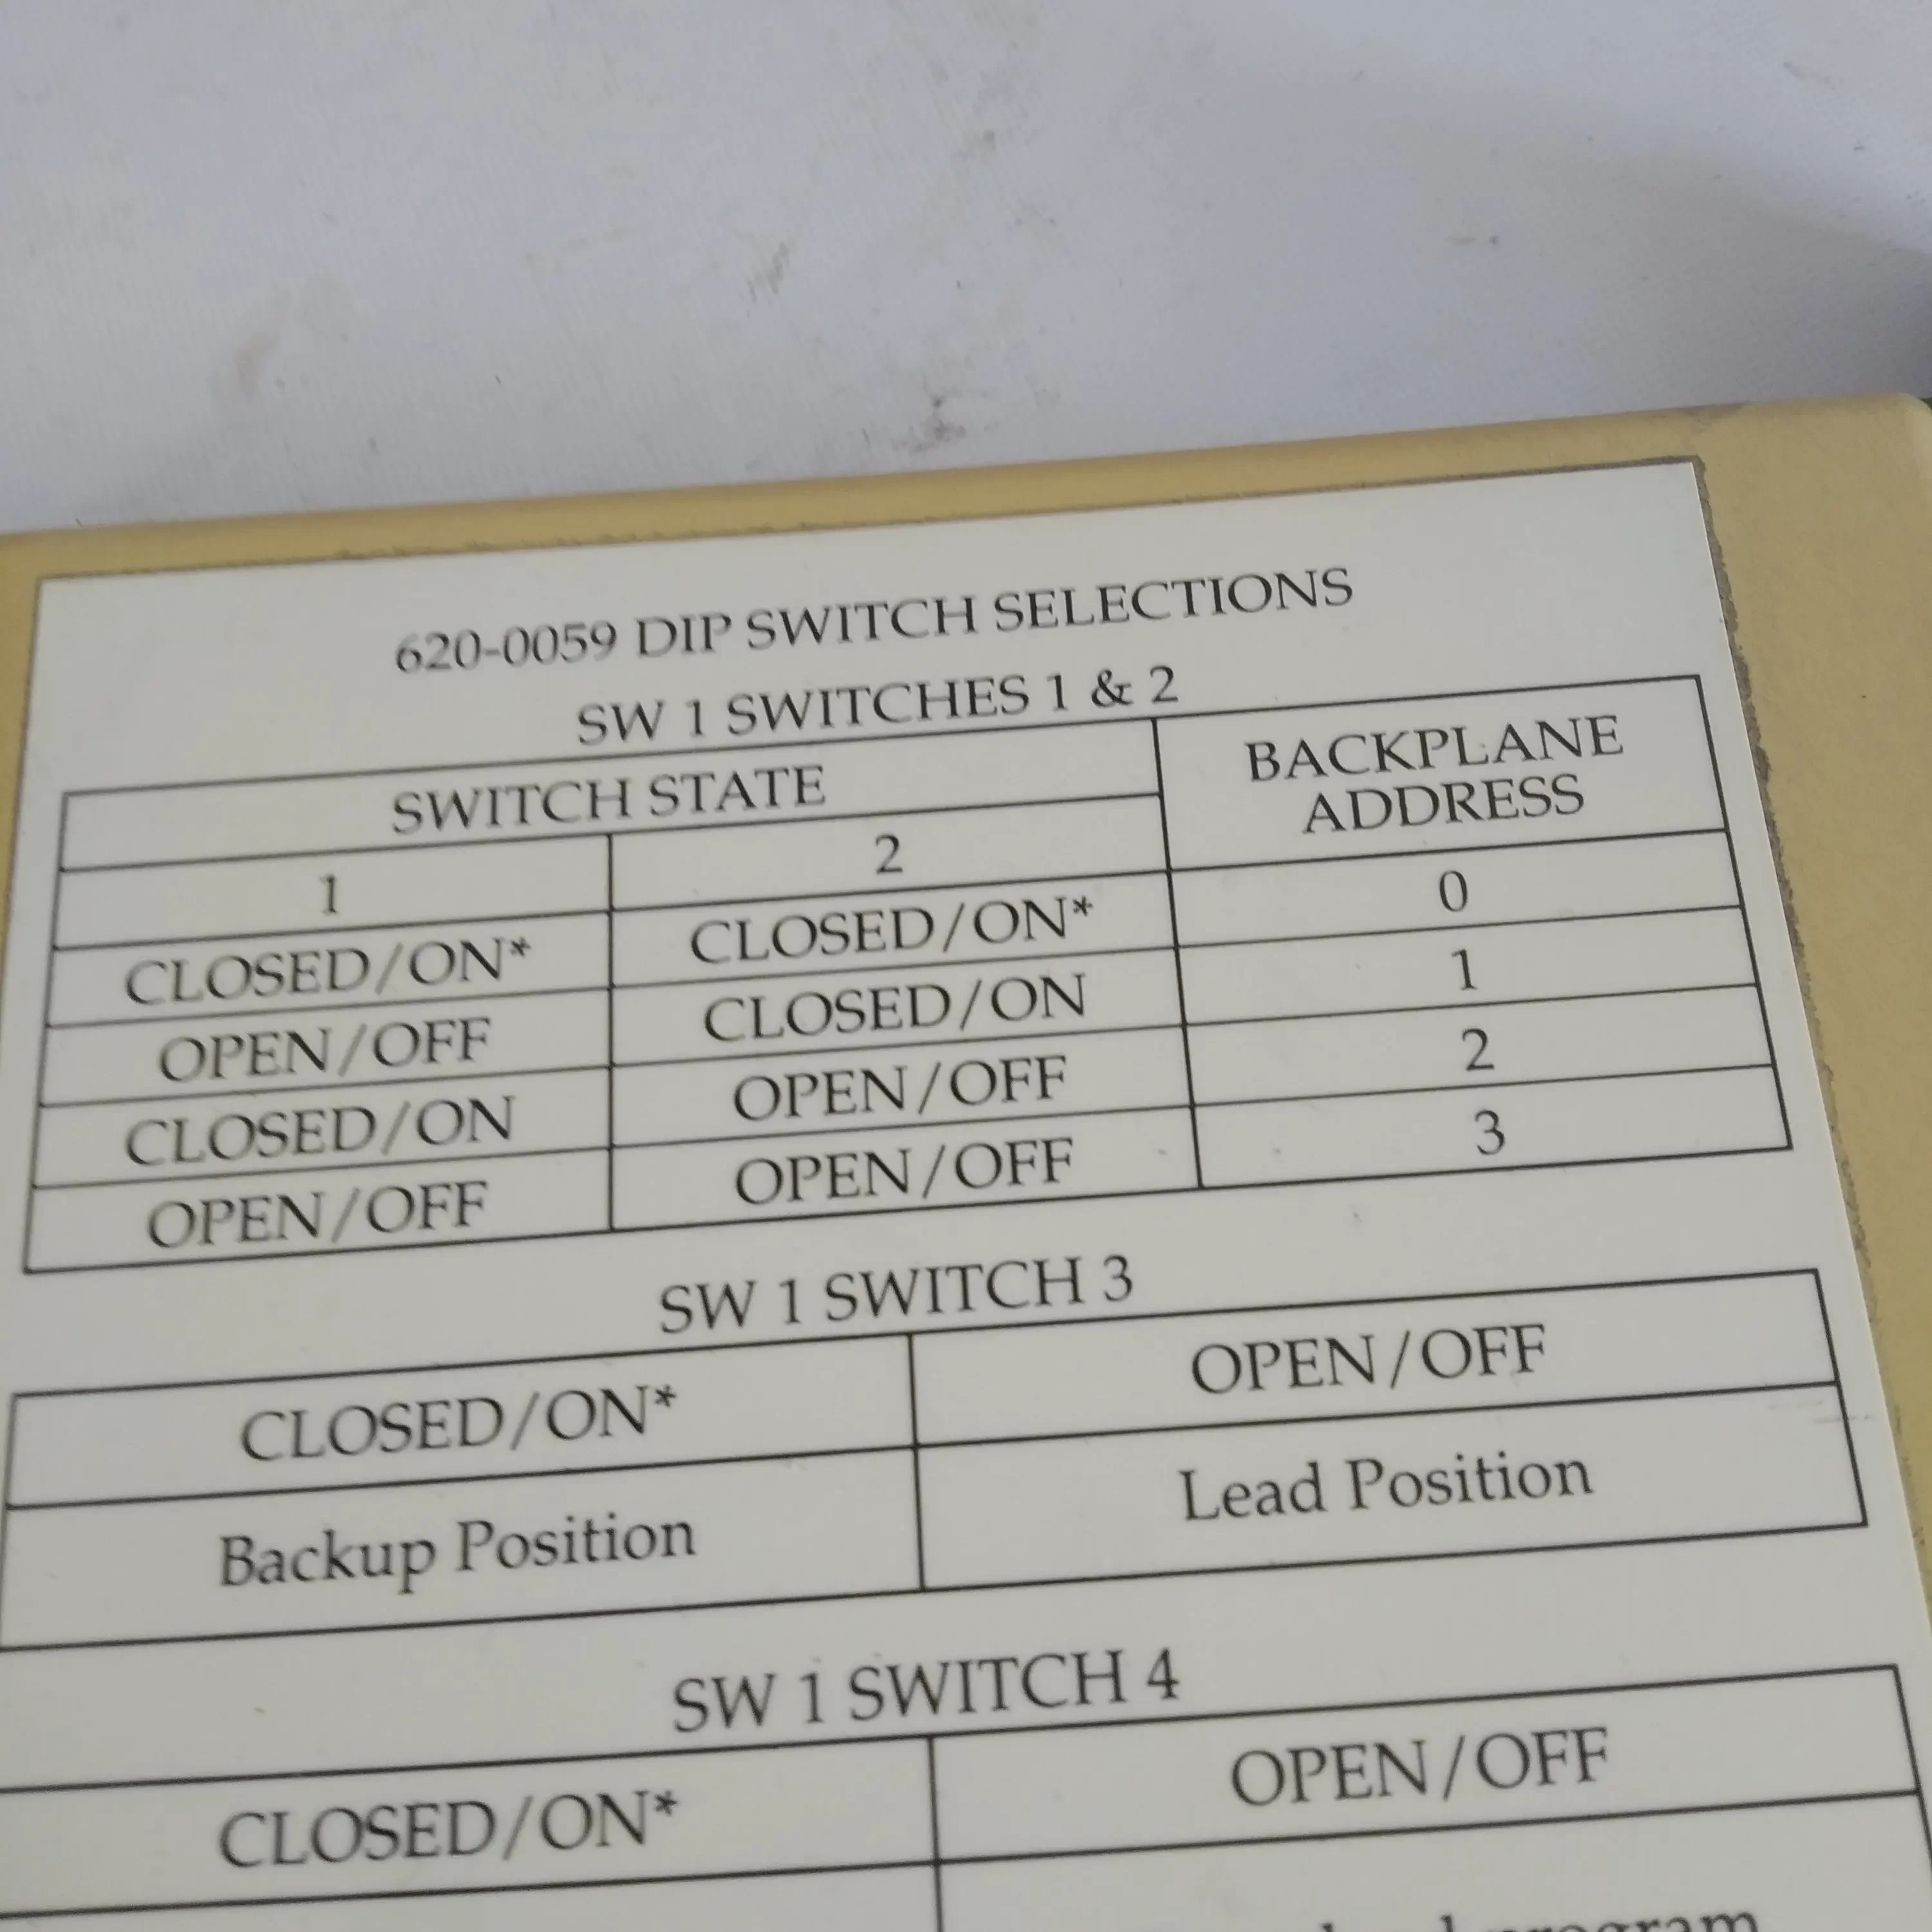 620-0059 DIP SWITCH SELECTIONS
SW 1 SWITCHES 1 & 2
SWITCH STATE
BACKPLANE
ADDRESS
1 2
CLOSED/ON* CLOSED/ON* 0
OPEN/OFF CLOSED/ON 1
CLOSED/ON OPEN/OFF 2
OPEN/OFF OPEN/OFF 3
SW 1 SWITCH 3
CLOSED/ON* OPEN/OFF
Backup Position Lead Position
SW 1 SWITCH 4
CLOSED/ON* OPEN/OFF
program